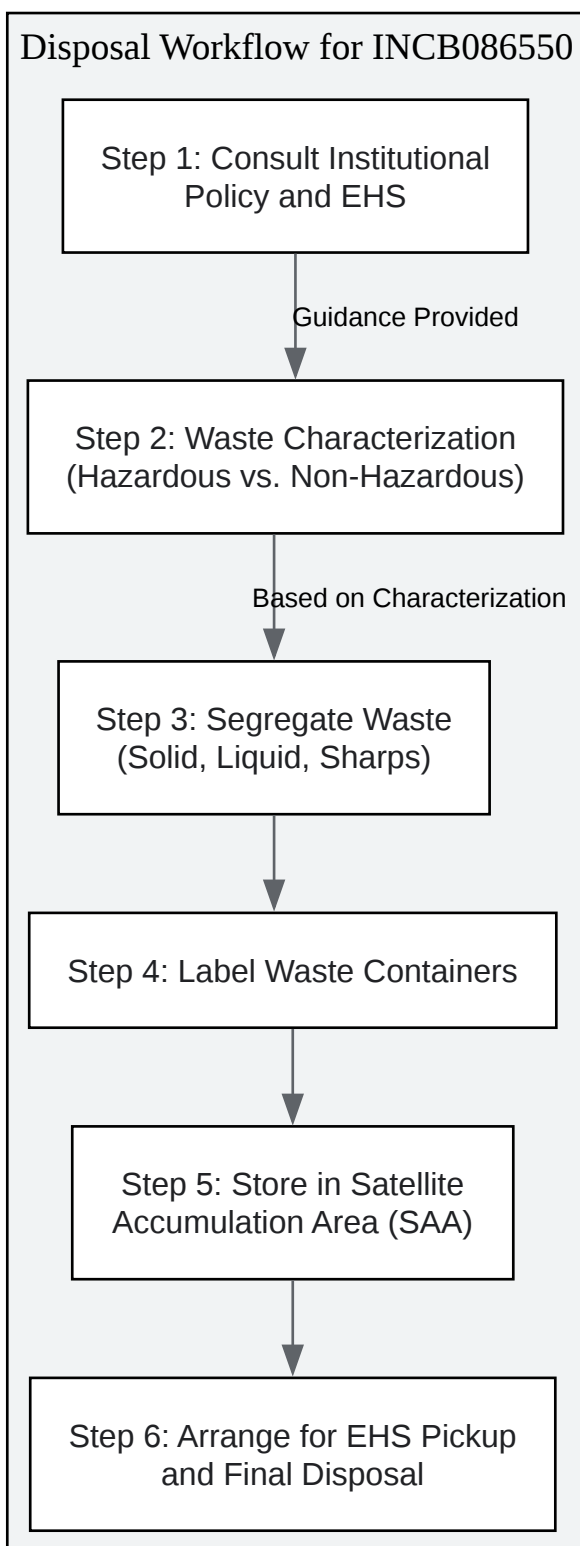 Disposal Workflow for INCB086550
Step 1: Consult Institutional
Policy and EHS
Guidance Provided
Step 2: Waste Characterization
(Hazardous vs. Non-Hazardous)
Based on Characterization
Step 3: Segregate Waste
(Solid, Liquid, Sharps)
Step 4: Label Waste Containers
Step 5: Store in Satellite
Accumulation Area (SAA)
Step 6: Arrange for EHS Pickup
and Final Disposal